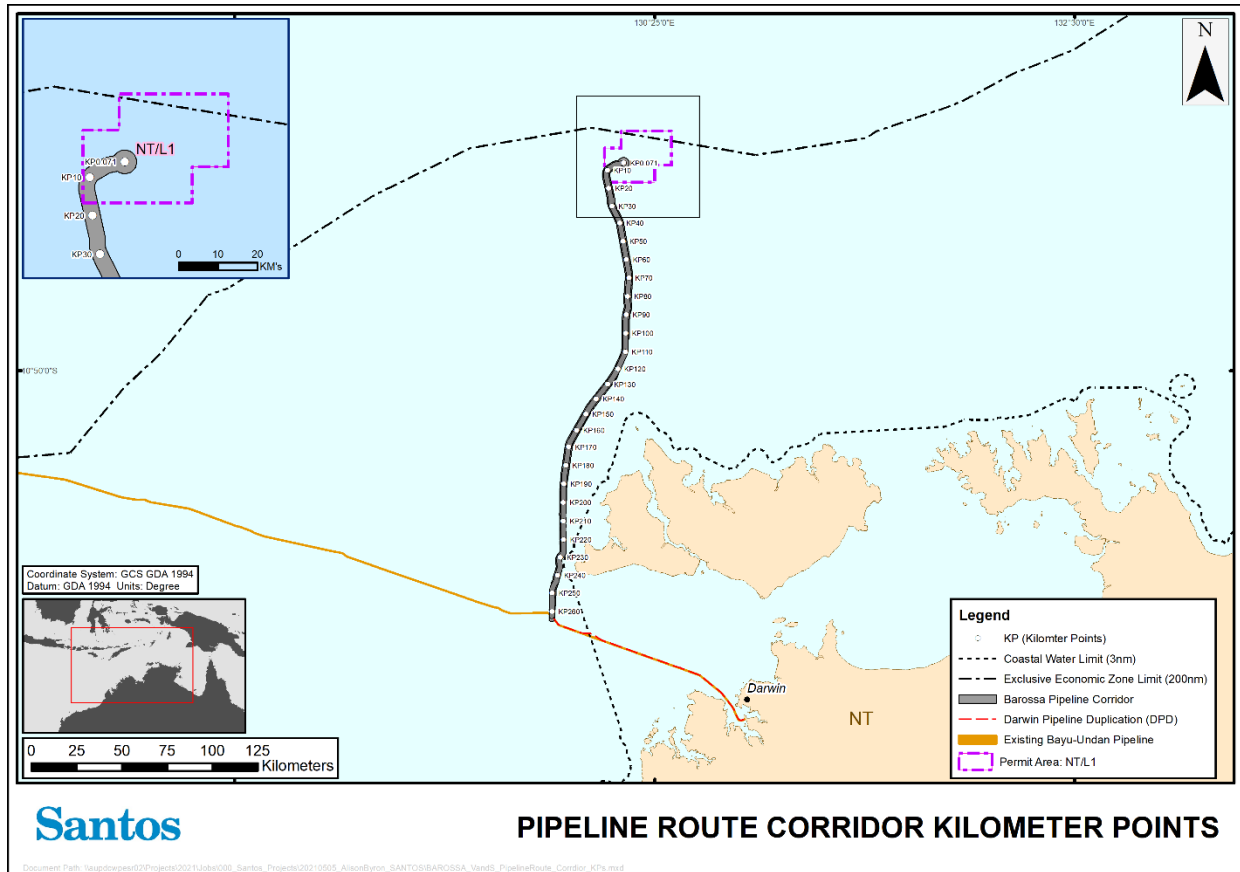 130°25'0"E
132°30'0"E
N
NT/L1
KP0.071
KP10
KP20
KP30
0 10 20
KM's
KP0.071
KP10
KP20
KP30
KP40
KP50
KP60
KP70
KP80
KP90
KP100
KP110
KP120
KP130
KP140
KP150
KP160
KP170
KP180
KP190
KP200
KP210
KP220
KP230
KP240
KP250
KP260
10°50'0"S
Coordinate System: GCS GDA 1994
Datum: GDA 1994 Units: Degree
0 25 50 75 100 125
Kilometers
Darwin
NT
Legend
KP (Kilomter Points)
Coastal Water Limit (3nm)
Exclusive Economic Zone Limit (200nm)
Barossa Pipeline Corridor
Darwin Pipeline Duplication (DPD)
Existing Bayu-Undan Pipeline
Permit Area: NT/L1
Santos
PIPELINE ROUTE CORRIDOR KILOMETER POINTS